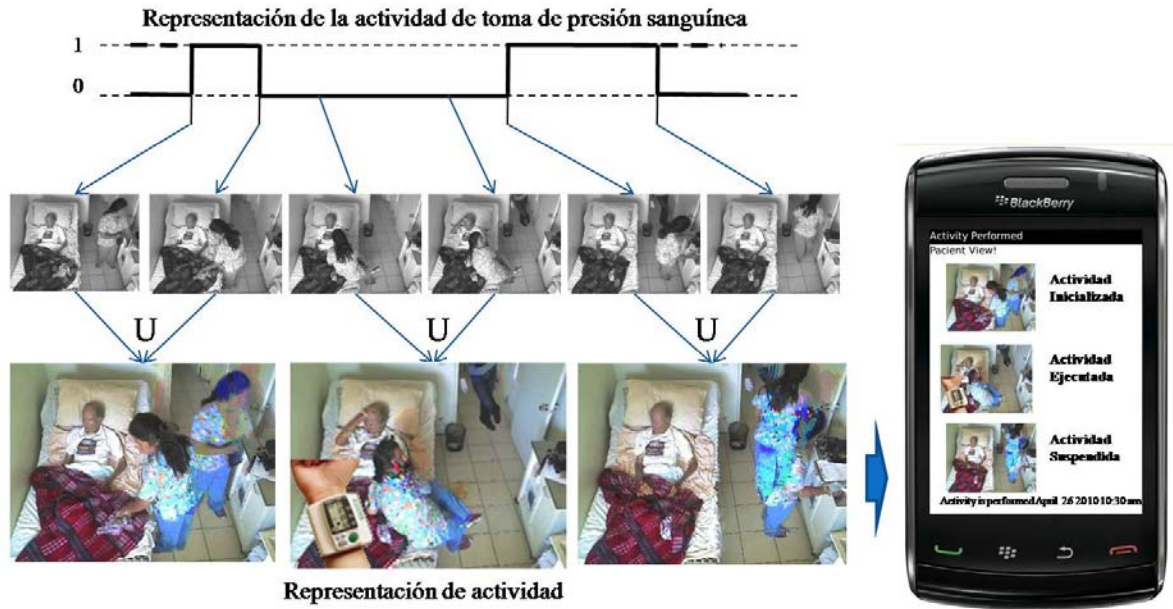 Representación de la actividad de toma de presión sanguínea
1
0
U
U
U
Representación de actividad
BlackBerry
Activity Performed
Pacient View!
Actividad
Inicializada
Actividad
Ejecutada
Actividad
Suspendida
Activity is performed April 26 2010 10:30 am